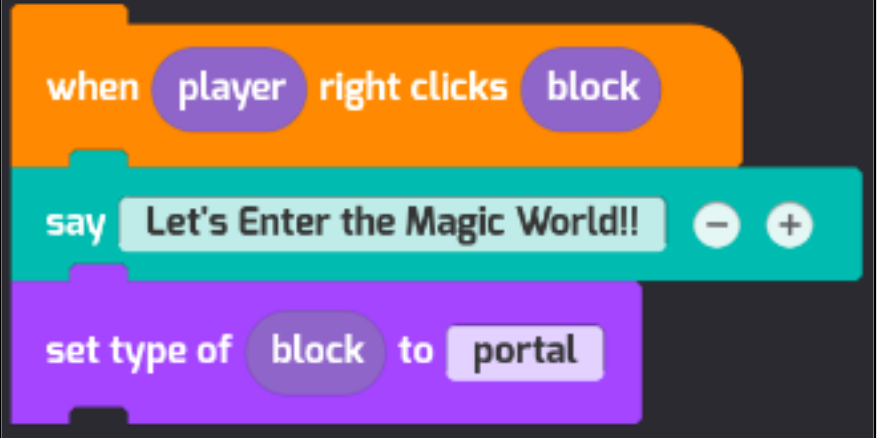 when player right clicks block
say Let's Enter the Magic World!! − +
set type of block to portal